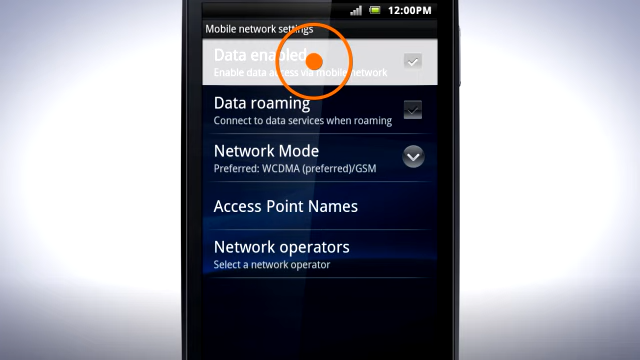 12:00PM
Mobile network settings
Data enabled
Enable data access via mobile network
Data roaming
Connect to data services when roaming
Network Mode
Preferred: WCDMA (preferred)/GSM
Access Point Names
Network operators
Select a network operator